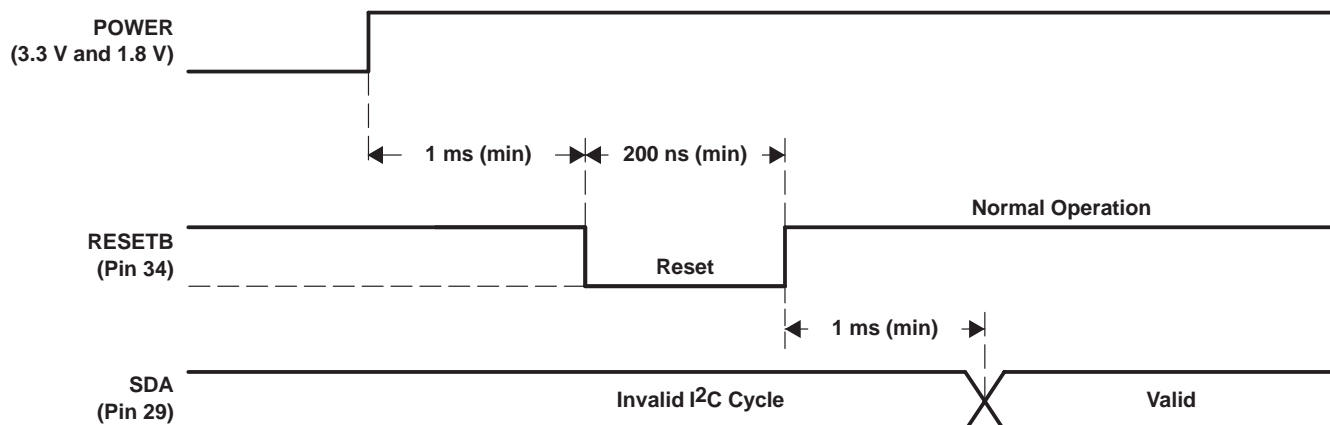 POWER
(3.3 V and 1.8 V)
1 ms (min)
200 ns (min)
Normal Operation
RESETB
(Pin 34)
Reset
1 ms (min)
SDA
(Pin 29)
Invalid I2C Cycle
Valid